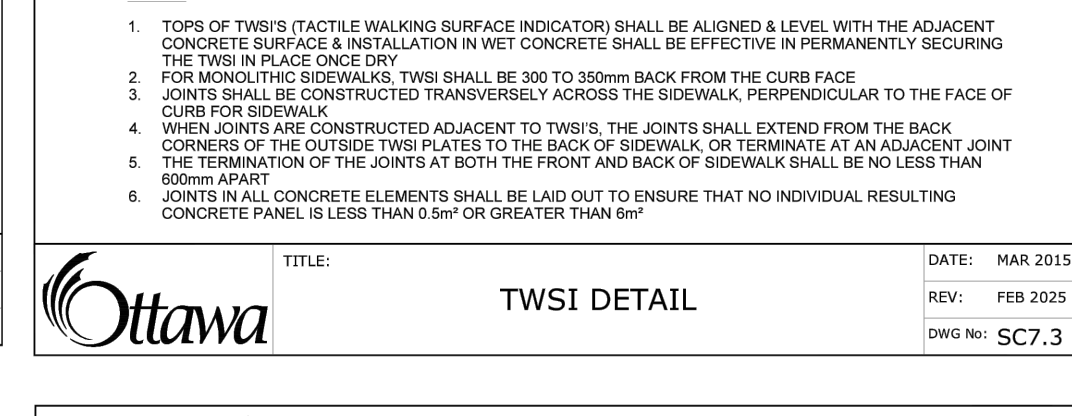 1. TOPS OF TWSI'S (TACTILE WALKING SURFACE INDICATOR) SHALL BE ALIGNED & LEVEL WITH THE ADJACENT
CONCRETE SURFACE & INSTALLATION IN WET CONCRETE SHALL BE EFFECTIVE IN PERMANENTLY SECURING
THE TWSI IN PLACE ONCE DRY
2. FOR MONOLITHIC SIDEWALKS, TWSI SHALL BE 300 TO 350mm BACK FROM THE CURB FACE
3. JOINTS SHALL BE CONSTRUCTED TRANSVERSELY ACROSS THE SIDEWALK, PERPENDICULAR TO THE FACE OF
CURB FOR SIDEWALK
4. WHEN JOINTS ARE CONSTRUCTED ADJACENT TO TWSI'S, THE JOINTS SHALL EXTEND FROM THE BACK
CORNERS OF THE OUTSIDE TWSI PLATES TO THE BACK OF SIDEWALK, OR TERMINATE AT AN ADJACENT JOINT
5. THE TERMINATION OF THE JOINTS AT BOTH THE FRONT AND BACK OF SIDEWALK SHALL BE NO LESS THAN
600mm APART
6. JOINTS IN ALL CONCRETE ELEMENTS SHALL BE LAID OUT TO ENSURE THAT NO INDIVIDUAL RESULTING
CONCRETE PANEL IS LESS THAN 0.5m² OR GREATER THAN 6m²
Ottawa
TITLE:
TWSI DETAIL
DATE: MAR 2015
REV: FEB 2025
DWG No: SC7.3